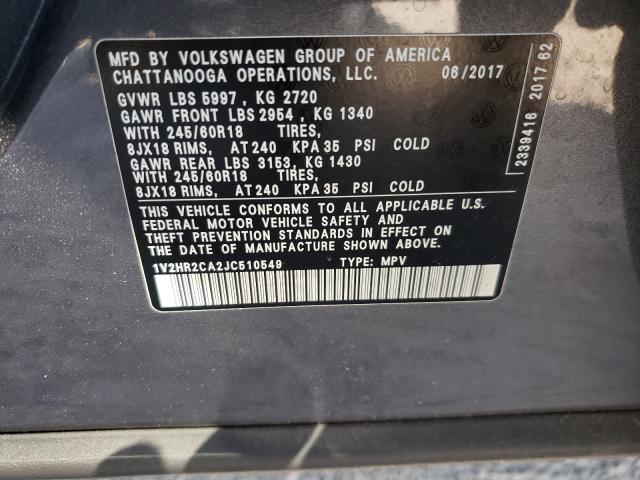 MFD BY VOLKSWAGEN GROUP OF AMERICA
CHATTANOOGA OPERATIONS, LLC. 06/2017
GVWR LBS 5997 , KG 2720
GAWR FRONT LBS 2954 , KG 1340
WITH 245/60R18 TIRES,
8JX18 RIMS, AT 240 KPA 35 PSI COLD
GAWR REAR LBS 3153, KG 1430
WITH 245/60R18 TIRES,
8JX18 RIMS, AT 240 KPA 35 PSI COLD
THIS VEHICLE CONFORMS TO ALL APPLICABLE U.S.
FEDERAL MOTOR VEHICLE SAFETY AND
THEFT PREVENTION STANDARDS IN EFFECT ON
THE DATE OF MANUFACTURE SHOWN ABOVE.
1V2HR2CA2JC510549 TYPE: MPV
2339416 2017 62